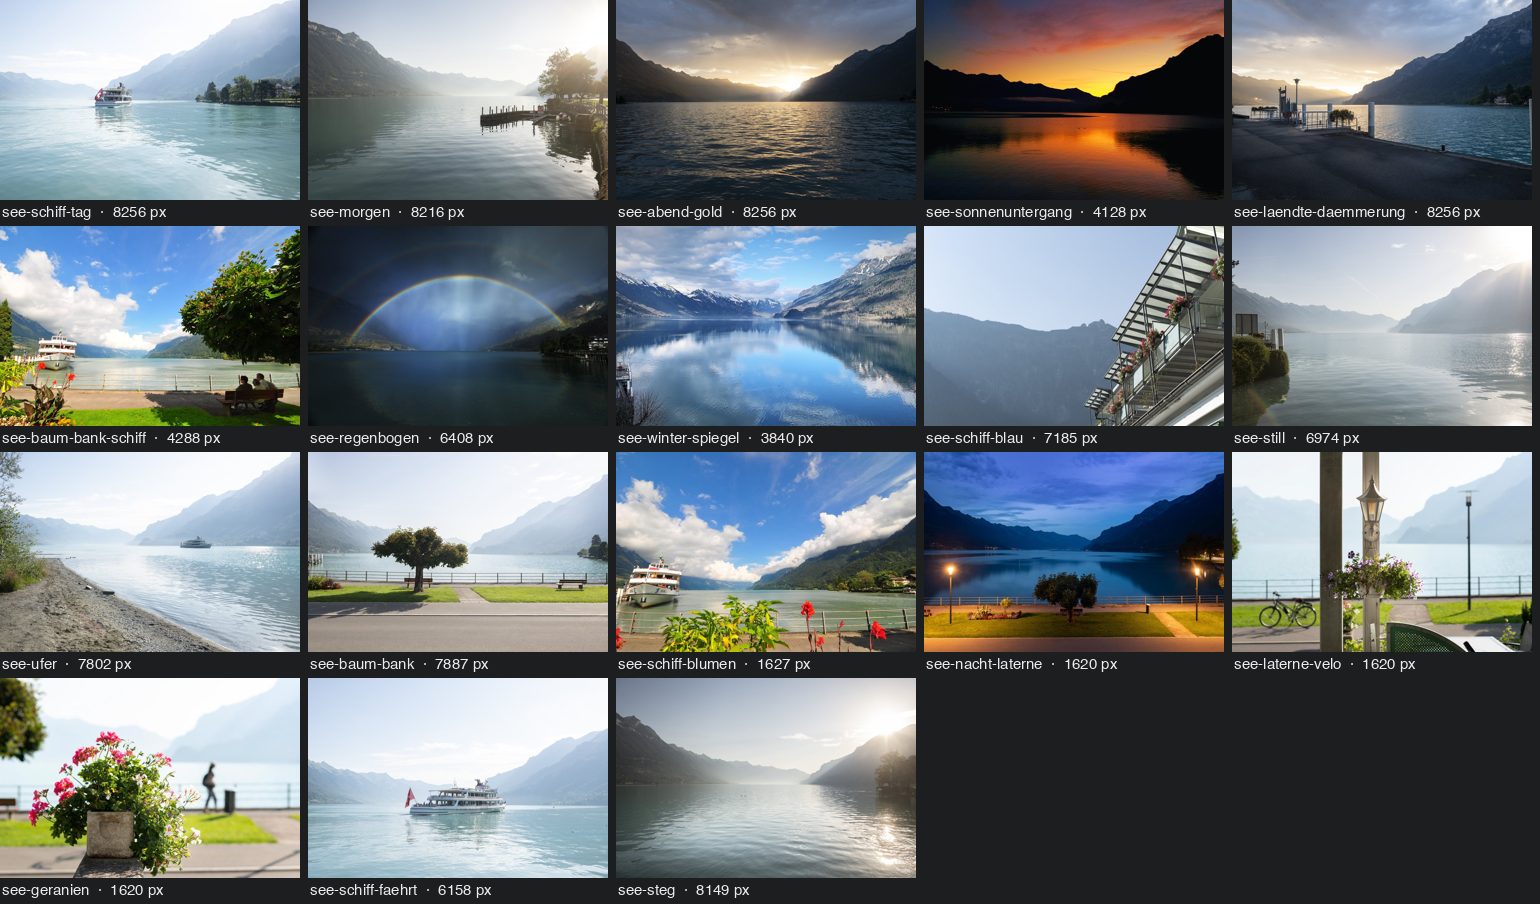 see-schiff-tag · 8256 px
see-morgen · 8216 px
see-abend-gold · 8256 px
see-sonnenuntergang · 4128 px
see-laendte-daemmerung · 8256 px
see-baum-bank-schiff · 4288 px
see-regenbogen · 6408 px
see-winter-spiegel · 3840 px
see-schiff-blau · 7185 px
see-still · 6974 px
see-ufer · 7802 px
see-baum-bank · 7887 px
see-schiff-blumen · 1627 px
see-nacht-laterne · 1620 px
see-laterne-velo · 1620 px
see-geranien · 1620 px
see-schiff-faehrt · 6158 px
see-steg · 8149 px